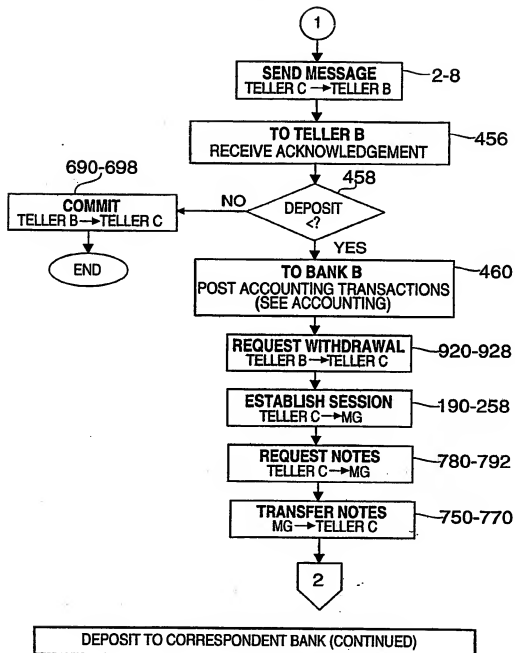 1
SEND MESSAGE
TELLER C → TELLER B
2-8
TO TELLER B
RECEIVE ACKNOWLEDGEMENT
456
690-698
COMMIT
TELLER B → TELLER C
NO
458
DEPOSIT
<?
END
YES
TO BANK B
POST ACCOUNTING TRANSACTIONS
(SEE ACCOUNTING)
460
REQUEST WITHDRAWAL
TELLER B → TELLER C
920-928
ESTABLISH SESSION
TELLER C → MG
190-258
REQUEST NOTES
TELLER C → MG
780-792
TRANSFER NOTES
MG → TELLER C
750-770
2
DEPOSIT TO CORRESPONDENT BANK (CONTINUED)